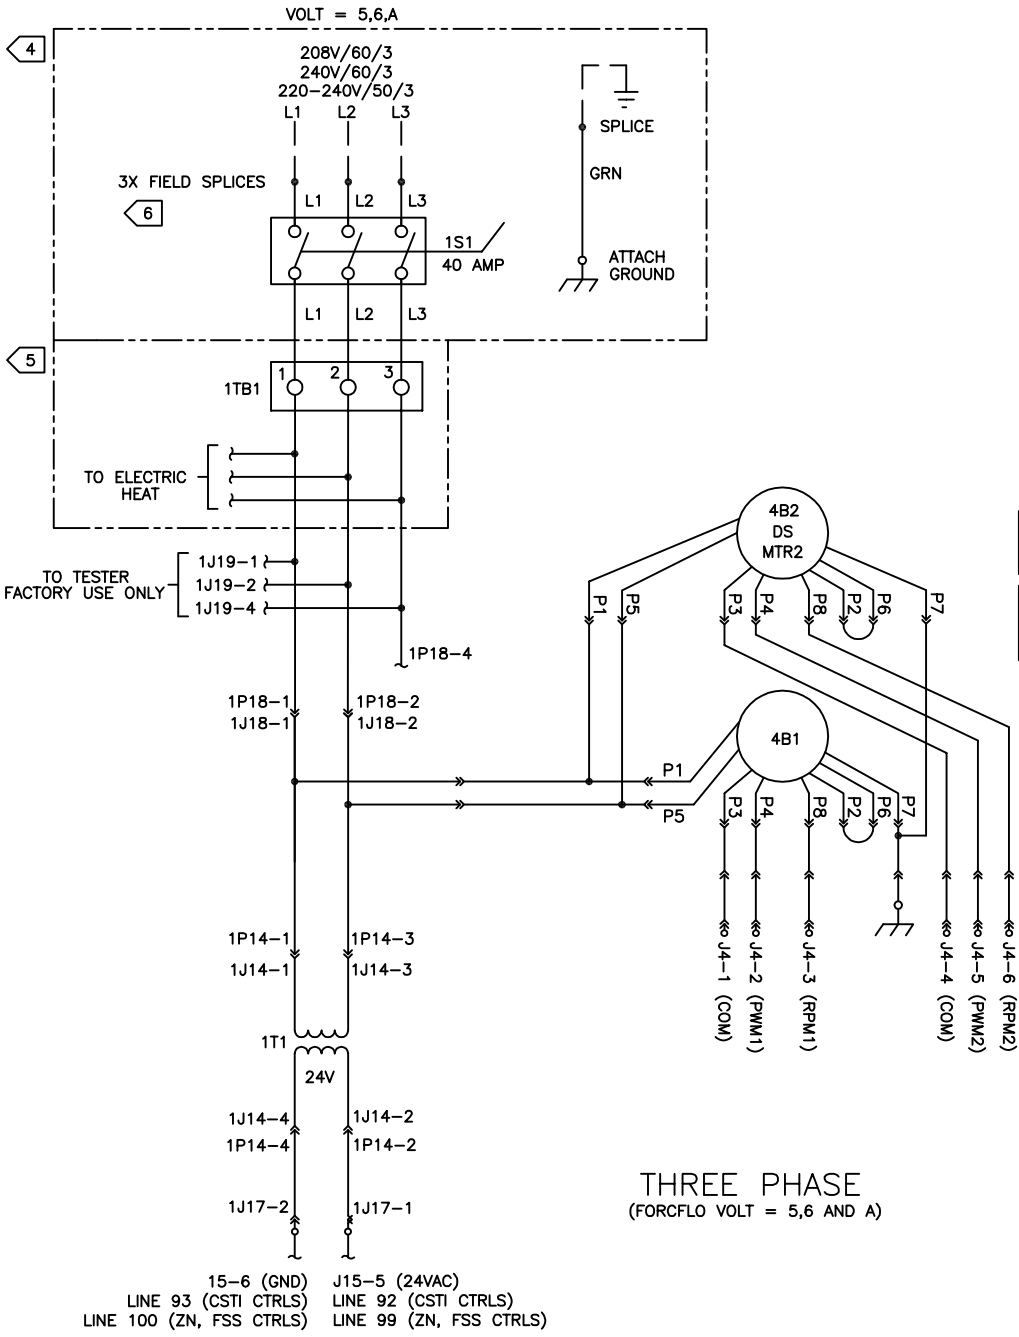 VOLT = 5,6,A
4
208V/60/3
240V/60/3
220-240V/50/3
L1 L2 L3
SPLICE
GRN
3X FIELD SPLICES
6
L1 L2 L3
1S1
40 AMP
ATTACH
GROUND
L1 L2 L3
5
1 2 3
1TB1
TO ELECTRIC
HEAT
4B2
DS
MTR2
1J19-1
TO TESTER
FACTORY USE ONLY
1J19-2
1J19-4
P1 P5 P3 P4 P8 P2 P6 P7
1P18-4
1P18-1 1P18-2
1J18-1 1J18-2
4B1
P1
P5
P3 P4 P8 P2 P6 P7
1P14-1 1P14-3
1J14-1 1J14-3
J4-1 (COM)
J4-2 (PWM1)
J4-3 (RPM1)
J4-4 (COM)
J4-5 (PWM2)
J4-6 (RPM2)
1T1
24V
1J14-4 1J14-2
1P14-4 1P14-2
THREE PHASE
(FORCFLO VOLT = 5,6 AND A)
1J17-2 1J17-1
15-6 (GND) J15-5 (24VAC)
LINE 93 (CSTI CTRLS) LINE 92 (CSTI CTRLS)
LINE 100 (ZN, FSS CTRLS) LINE 99 (ZN, FSS CTRLS)